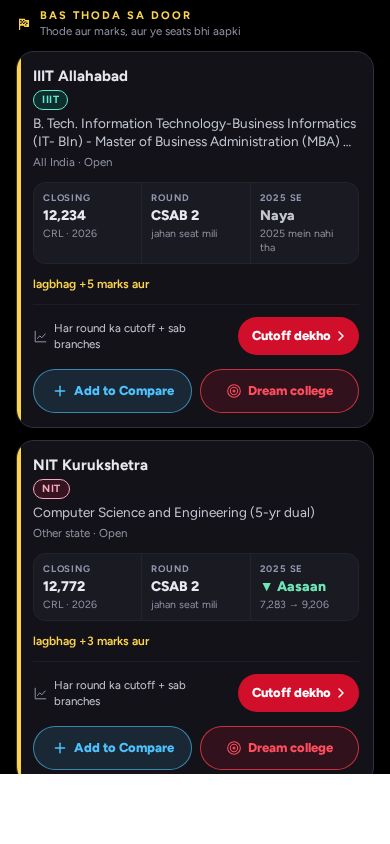 BAS THODA SA DOOR
Thode aur marks, aur ye seats bhi aapki
IIIT Allahabad
IIIT
B. Tech. Information Technology-Business Informatics
(IT- BIn) - Master of Business Administration (MBA) ...
All India · Open
CLOSING
12,234
CRL · 2026
ROUND
CSAB 2
jahan seat mili
2025 SE
Naya
2025 mein nahi
tha
lagbhag +5 marks aur
Har round ka cutoff + sab
branches
Cutoff dekho
Add to Compare
Dream college
NIT Kurukshetra
NIT
Computer Science and Engineering (5-yr dual)
Other state · Open
CLOSING
12,772
CRL · 2026
ROUND
CSAB 2
jahan seat mili
2025 SE
▼ Aasaan
7,283 → 9,206
lagbhag +3 marks aur
Har round ka cutoff + sab
branches
Cutoff dekho
Add to Compare
Dream college